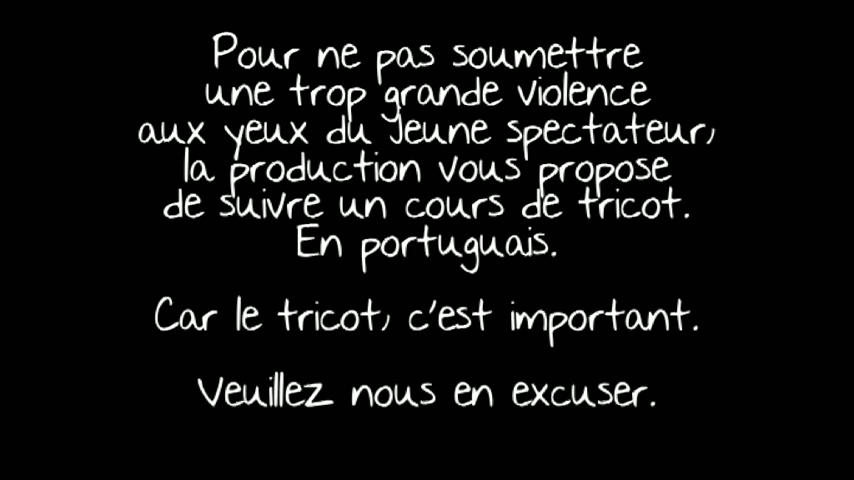 Pour ne pas soumettre
une trop grande violence
aux yeux du jeune spectateur,
la production vous propose
de suivre un cours de tricot.
En portuguais.
Car le tricot, c'est important.
Veuillez nous en excuser.